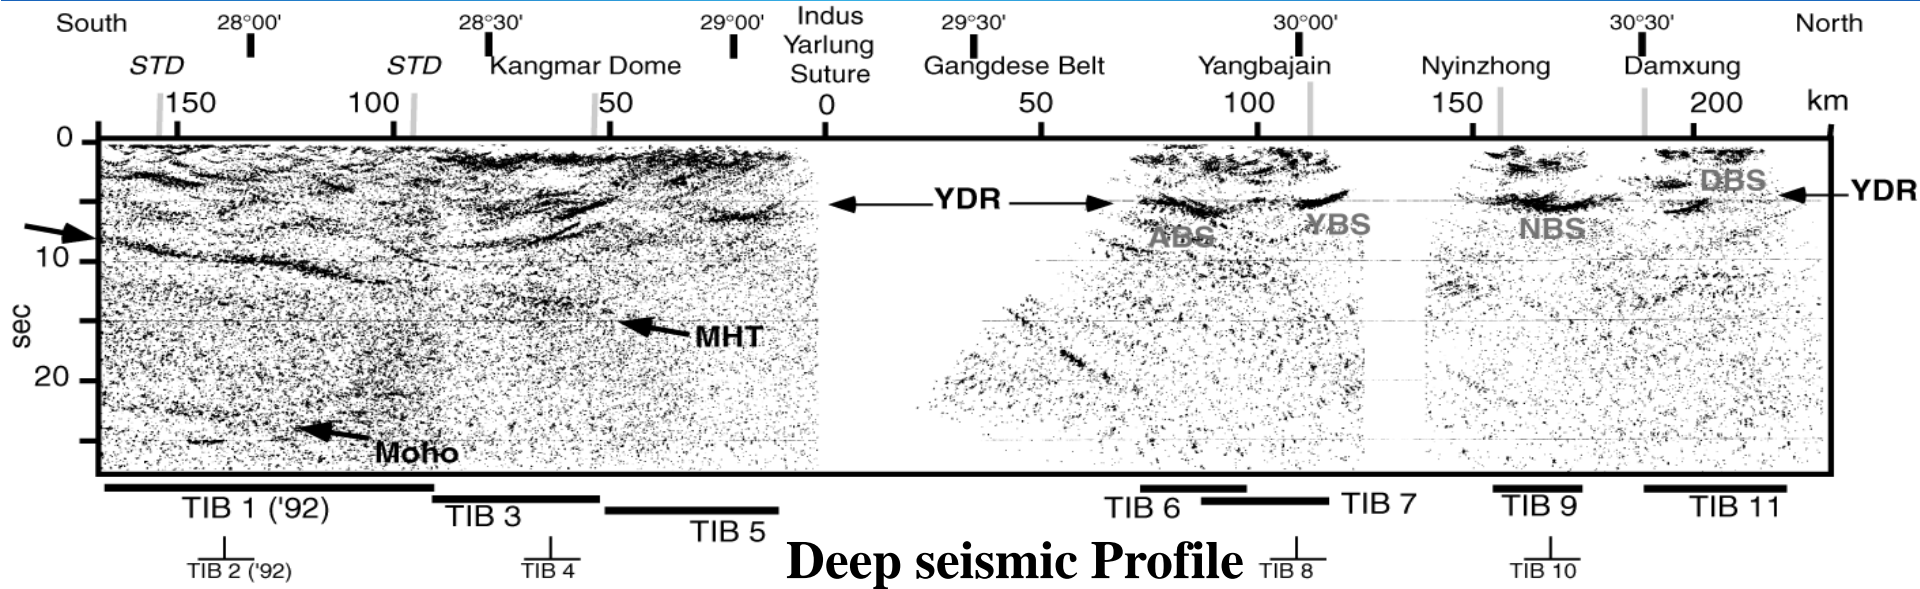 South 28°00' 28°30' 29°00' Indus Yarlung Suture 29°30' 30°00' 30°30' North
STD STD Kangmar Dome Gangdese Belt Yangbajain Nyinzhong Damxung
150 100 50 0 50 100 150 200 km
0
DBS
YDR YDR
YBS
NBS
ABS
10
sec
MHT
20
Moho
TIB 1 ('92) TIB 3 TIB 5 TIB 6 TIB 7 TIB 9 TIB 11
TIB 2 ('92) TIB 4 Deep seismic Profile TIB 8 TIB 10